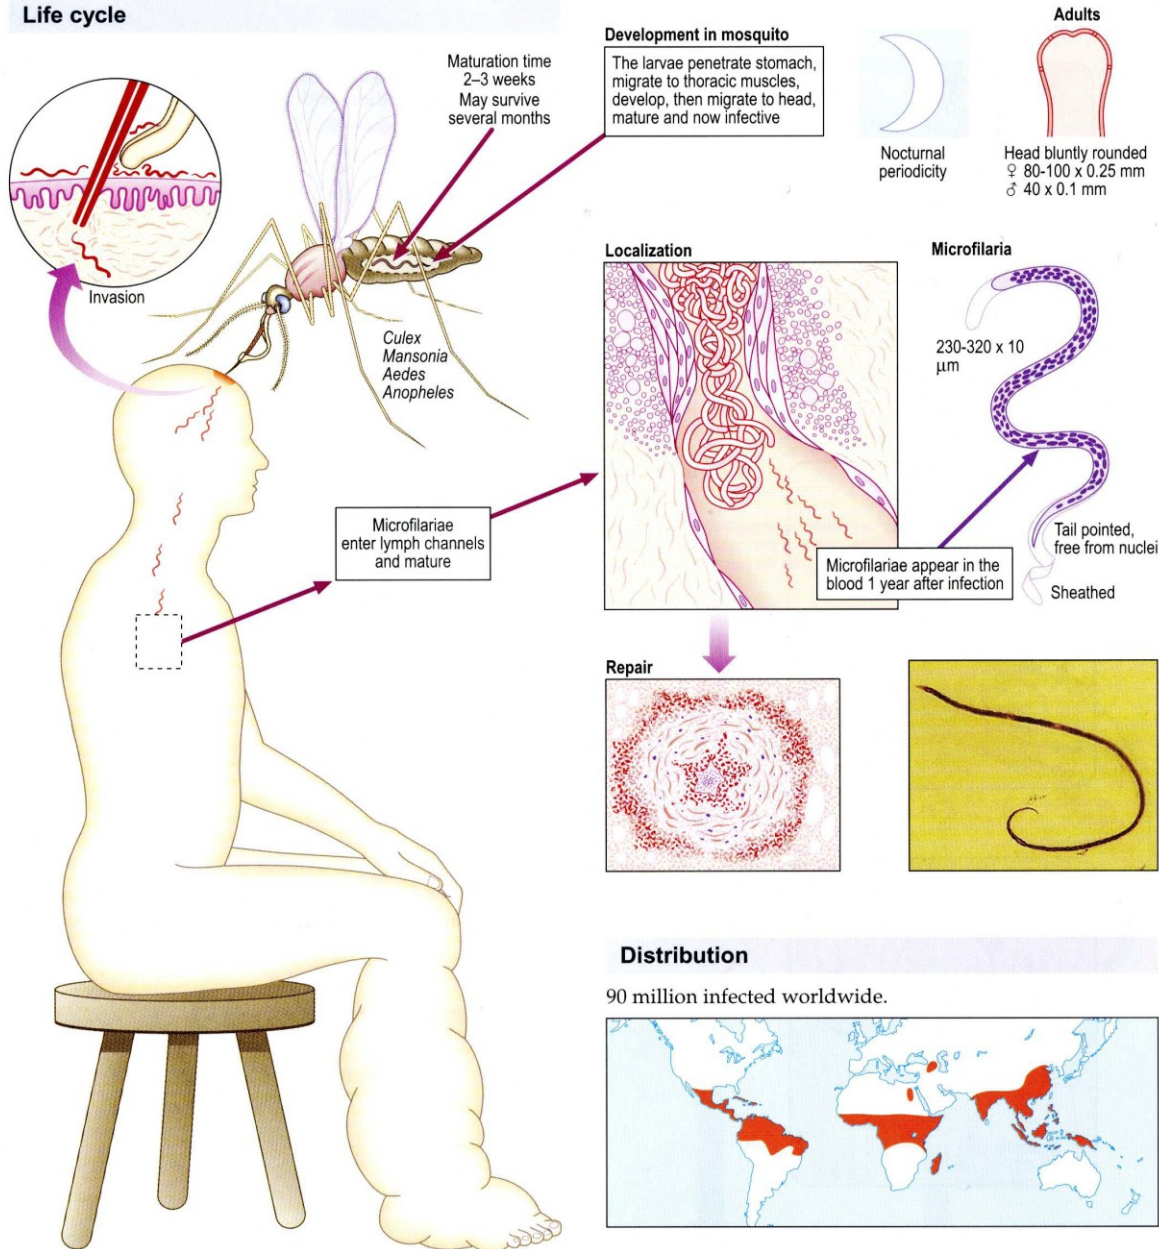 Life cycle
Maturation time
2–3 weeks
May survive
several months
Development in mosquito
The larvae penetrate stomach,
migrate to thoracic muscles,
develop, then migrate to head,
mature and now infective
Nocturnal
periodicity
Adults
Head bluntly rounded
♀ 80-100 x 0.25 mm
♂ 40 x 0.1 mm
Invasion
Culex
Mansonia
Aedes
Anopheles
Localization
Microfilaria
230-320 x 10
µm
Microfilariae
enter lymph channels
and mature
Tail pointed,
free from nuclei
Microfilariae appear in the
blood 1 year after infection
Sheathed
Repair
Distribution
90 million infected worldwide.